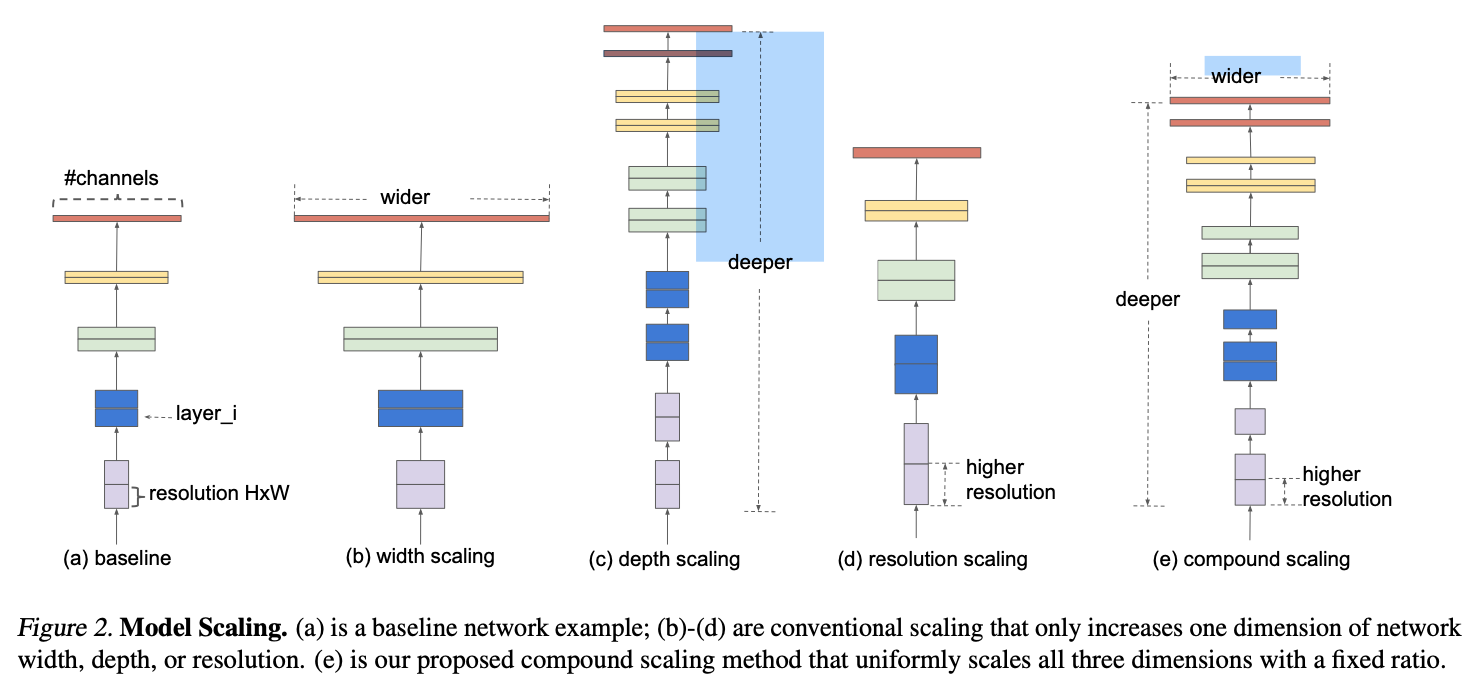 #channels
wider
layer_i
resolution HxW
(a) baseline
(b) width scaling
deeper
(c) depth scaling
higher
resolution
(d) resolution scaling
wider
deeper
higher
resolution
(e) compound scaling
Figure 2. Model Scaling. (a) is a baseline network example; (b)-(d) are conventional scaling that only increases one dimension of network
width, depth, or resolution. (e) is our proposed compound scaling method that uniformly scales all three dimensions with a fixed ratio.